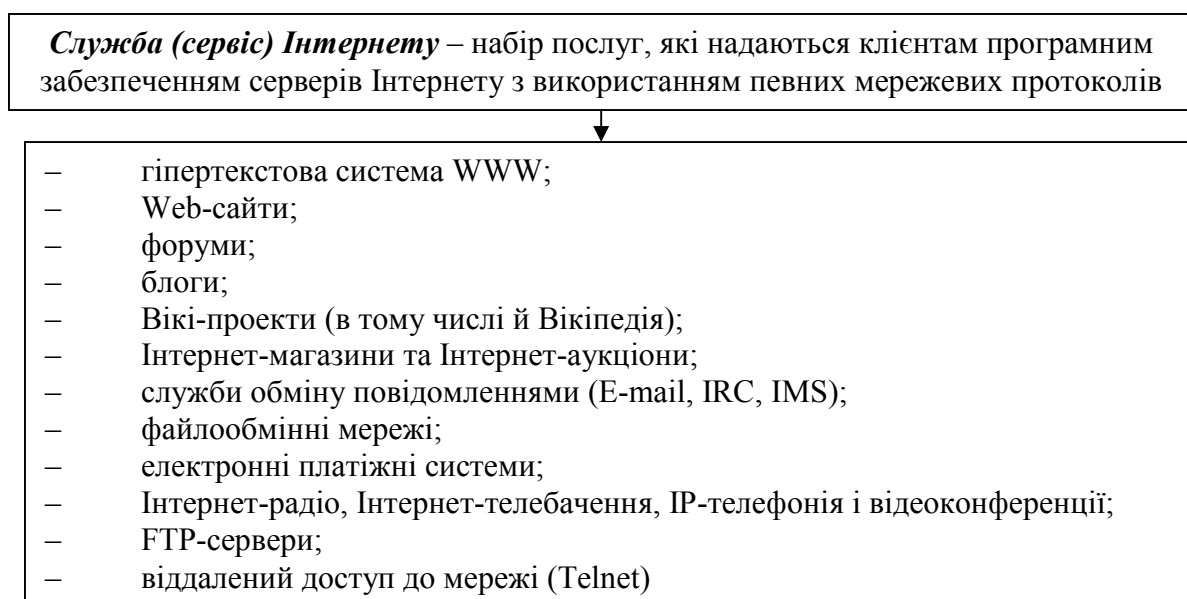 Служба (сервіс) Інтернету – набір послуг, які надаються клієнтам програмним
забезпеченням серверів Інтернету з використанням певних мережевих протоколів
– гіпертекстова система WWW;
– Web-сайти;
– форуми;
– блоги;
– Вікі-проекти (в тому числі й Вікіпедія);
– Інтернет-магазини та Інтернет-аукціони;
– служби обміну повідомленнями (E-mail, IRC, IMS);
– файлообмінні мережі;
– електронні платіжні системи;
– Інтернет-радіо, Інтернет-телебачення, IP-телефонія і відеоконференції;
– FTP-сервери;
– віддалений доступ до мережі (Telnet)